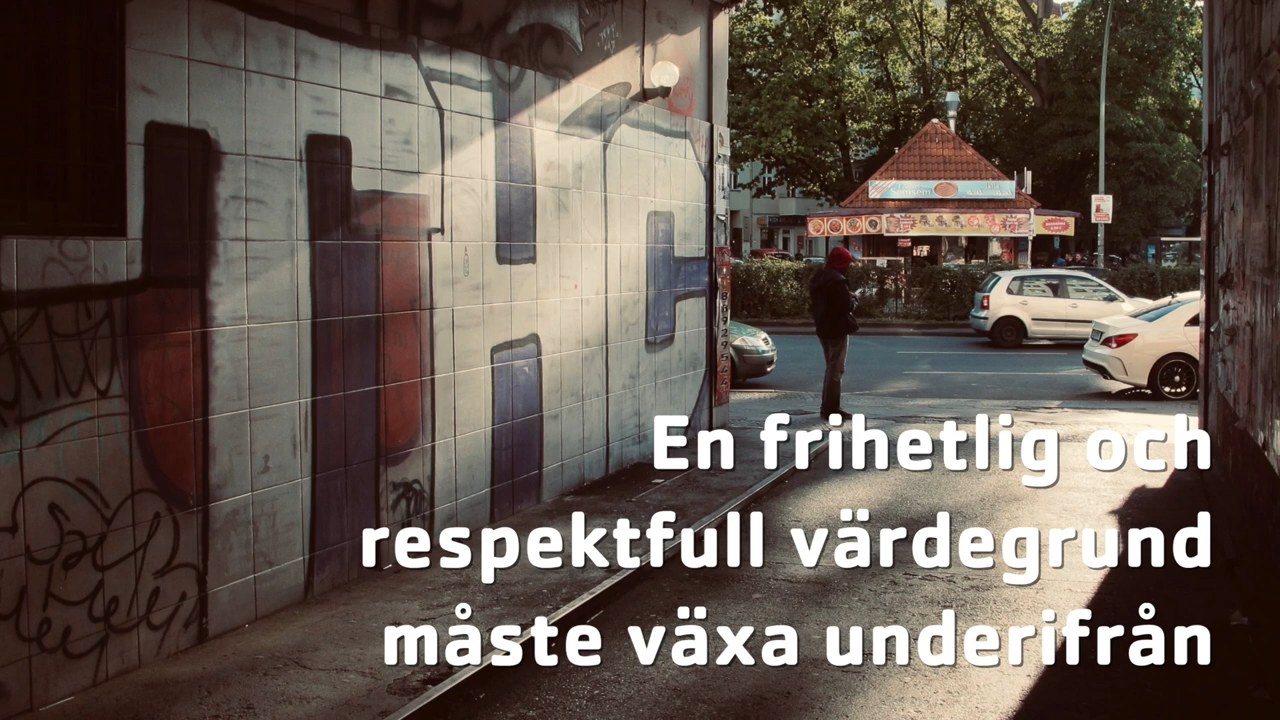 En frihetlig och
respektfull värdegrund
måste växa underifrån